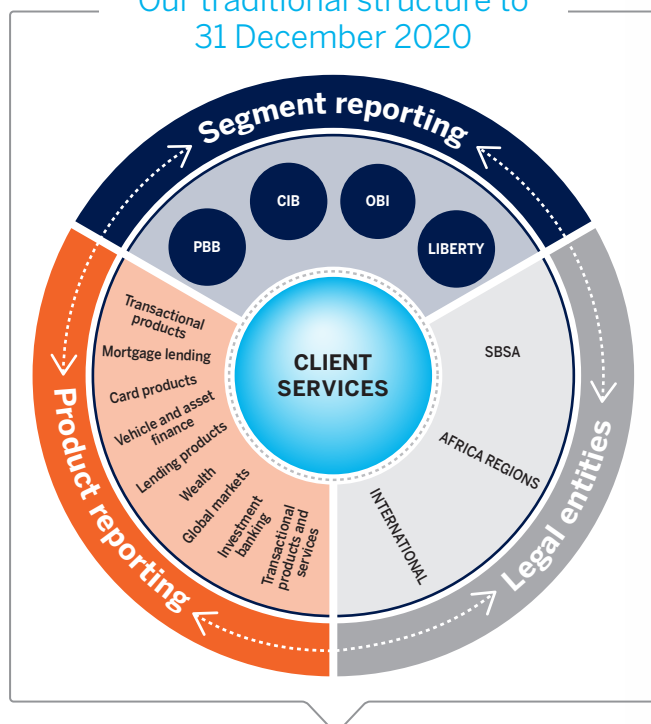 Our traditional structure to
31 December 2020
Segment reporting
PBB
CIB
OBI
LIBERTY
CLIENT
SERVICES
Product reporting
Transactional
products
Mortgage lending
Card products
Vehicle and asset
finance
Lending products
Wealth
Global markets
Investment
banking
Transactional
products and
services
Legal entities
SBSA
AFRICA REGIONS
INTERNATIONAL